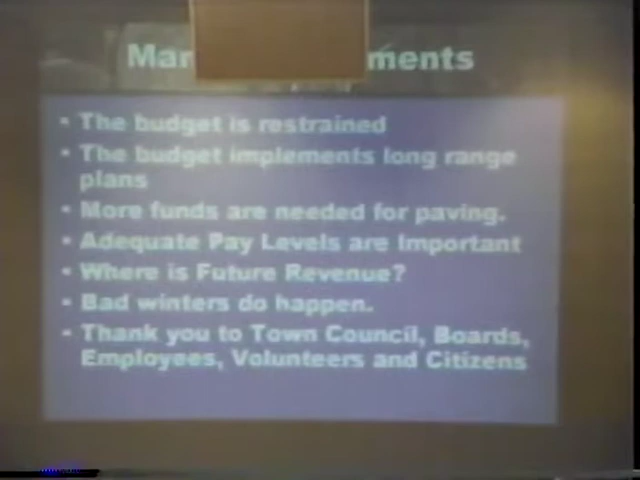 Man ments
• The budget is restrained
• The budget implements long range
plans
• More funds are needed for paving.
• Adequate Pay Levels are Important
• Where is Future Revenue?
• Bad winters do happen.
• Thank you to Town Council, Boards,
Employees, Volunteers and Citizens